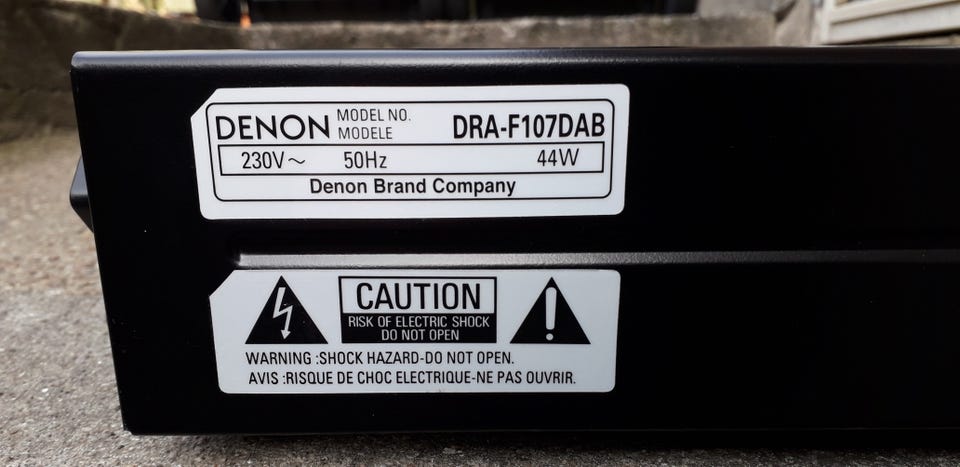 DENON MODEL NO. DRA-F107DAB
MODELE
230V～ 50Hz 44W
Denon Brand Company
CAUTION
RISK OF ELECTRIC SHOCK
DO NOT OPEN
WARNING :SHOCK HAZARD-DO NOT OPEN.
AVIS :RISQUE DE CHOC ELECTRIQUE-NE PAS OUVRIR.